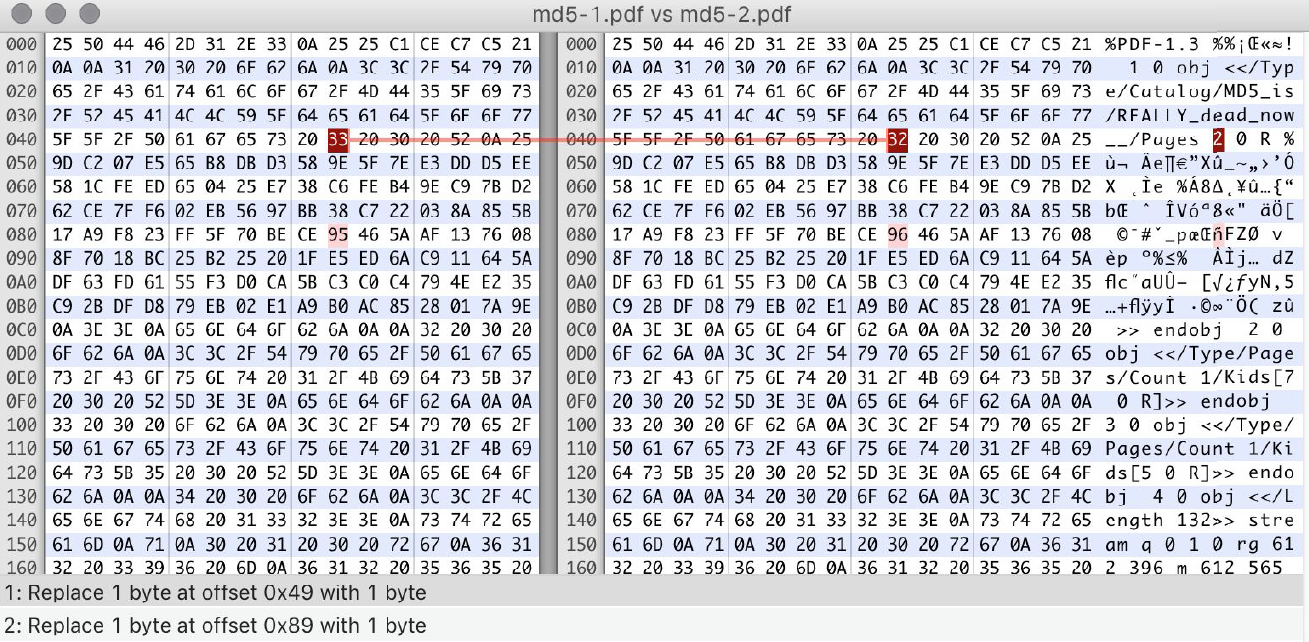 md5-1.pdf vs md5-2.pdf
000 25 50 44 46 2D 31 2E 33 0A 25 25 C1 CE C7 C5 21 000 25 50 44 46 2D 31 2E 33 0A 25 25 C1 CE C7 C5 21 %PDF-1.3 %%¡Œ«≈!
010 0A 0A 31 20 30 20 6F 62 6A 0A 3C 3C 2F 54 79 70 010 0A 0A 31 20 30 20 6F 62 6A 0A 3C 3C 2F 54 79 70 1 0 obj <</Typ
020 65 2F 43 61 74 61 6C 6F 67 2F 4D 44 35 5F 69 73 020 65 2F 43 61 74 61 6C 6F 67 2F 4D 44 35 5F 69 73 e/Catalog/MD5_is
030 2F 52 45 41 4C 4C 59 5F 64 65 61 64 5F 6E 6F 77 030 2F 52 45 41 4C 4C 59 5F 64 65 61 64 5F 6E 6F 77 /REALLY_dead_now
040 5F 5F 2F 50 61 67 65 73 20 33 20 30 20 52 0A 25 040 5F 5F 2F 50 61 67 65 73 20 32 20 30 20 52 0A 25 __/Pages 2 0 R %
050 9D C2 07 E5 65 B8 DB D3 58 9E 5F 7E E3 DD D5 EE 050 9D C2 07 E5 65 B8 DB D3 58 9E 5F 7E E3 DD D5 EE ù¬ Âe∏€”Xû_~„›’Ó
060 58 1C FE ED 65 04 25 E7 38 C6 FE B4 9E C9 7B D2 060 58 1C FE ED 65 04 25 E7 38 C6 FE B4 9E C9 7B D2 X ˛Ìe %Á8∆˛¥û…{“
070 62 CE 7F F6 02 EB 56 97 BB 38 C7 22 03 8A 85 5B 070 62 CE 7F F6 02 EB 56 97 BB 38 C7 22 03 8A 85 5B bŒ ˆ ÎVóª8«" äÖ[
080 17 A9 F8 23 FF 5F 70 BE CE 95 46 5A AF 13 76 08 080 17 A9 F8 23 FF 5F 70 BE CE 96 46 5A AF 13 76 08 ©¯#ˇ_pæŒñFZØ v
090 8F 70 18 BC 25 B2 25 20 1F E5 ED 6A C9 11 64 5A 090 8F 70 18 BC 25 B2 25 20 1F E5 ED 6A C9 11 64 5A èp º%≤% ÂÌj… dZ
0A0 DF 63 FD 61 55 F3 D0 CA 5B C3 C0 C4 79 4E E2 35 0A0 DF 63 FD 61 55 F3 D0 CA 5B C3 C0 C4 79 4E E2 35 ﬂc˝aUÛ– [√¿ƒyN‚5
0B0 C9 2B DF D8 79 EB 02 E1 A9 B0 AC 85 28 01 7A 9E 0B0 C9 2B DF D8 79 EB 02 E1 A9 B0 AC 85 28 01 7A 9E …+ﬂÿyÎ ·©∞¨Ö( zû
0C0 0A 3E 3E 0A 65 6E 64 6F 62 6A 0A 0A 32 20 30 20 0C0 0A 3E 3E 0A 65 6E 64 6F 62 6A 0A 0A 32 20 30 20 >> endobj 2 0
0D0 6F 62 6A 0A 3C 3C 2F 54 79 70 65 2F 50 61 67 65 0D0 6F 62 6A 0A 3C 3C 2F 54 79 70 65 2F 50 61 67 65 obj <</Type/Page
0E0 73 2F 43 6F 75 6E 74 20 31 2F 4B 69 64 73 5B 37 0E0 73 2F 43 6F 75 6E 74 20 31 2F 4B 69 64 73 5B 37 s/Count 1/Kids[7
0F0 20 30 20 52 5D 3E 3E 0A 65 6E 64 6F 62 6A 0A 0A 0F0 20 30 20 52 5D 3E 3E 0A 65 6E 64 6F 62 6A 0A 0A 0 R]>> endobj
100 33 20 30 20 6F 62 6A 0A 3C 3C 2F 54 79 70 65 2F 100 33 20 30 20 6F 62 6A 0A 3C 3C 2F 54 79 70 65 2F 3 0 obj <</Type/
110 50 61 67 65 73 2F 43 6F 75 6E 74 20 31 2F 4B 69 110 50 61 67 65 73 2F 43 6F 75 6E 74 20 31 2F 4B 69 Pages/Count 1/Ki
120 64 73 5B 35 20 30 20 52 5D 3E 3E 0A 65 6E 64 6F 120 64 73 5B 35 20 30 20 52 5D 3E 3E 0A 65 6E 64 6F ds[5 0 R]>> endo
130 62 6A 0A 0A 34 20 30 20 6F 62 6A 0A 3C 3C 2F 4C 130 62 6A 0A 0A 34 20 30 20 6F 62 6A 0A 3C 3C 2F 4C bj 4 0 obj <</L
140 65 6E 67 74 68 20 31 33 32 3E 3E 0A 73 74 72 65 140 65 6E 67 74 68 20 31 33 32 3E 3E 0A 73 74 72 65 ength 132>> stre
150 61 6D 0A 71 0A 30 20 31 20 30 20 72 67 0A 36 31 150 61 6D 0A 71 0A 30 20 31 20 30 20 72 67 0A 36 31 am q 0 1 0 rg 61
160 32 20 33 39 36 20 6D 0A 36 31 32 20 35 36 35 20 160 32 20 33 39 36 20 6D 0A 36 31 32 20 35 36 35 20 2 396 m 612 565
1: Replace 1 byte at offset 0x49 with 1 byte
2: Replace 1 byte at offset 0x89 with 1 byte